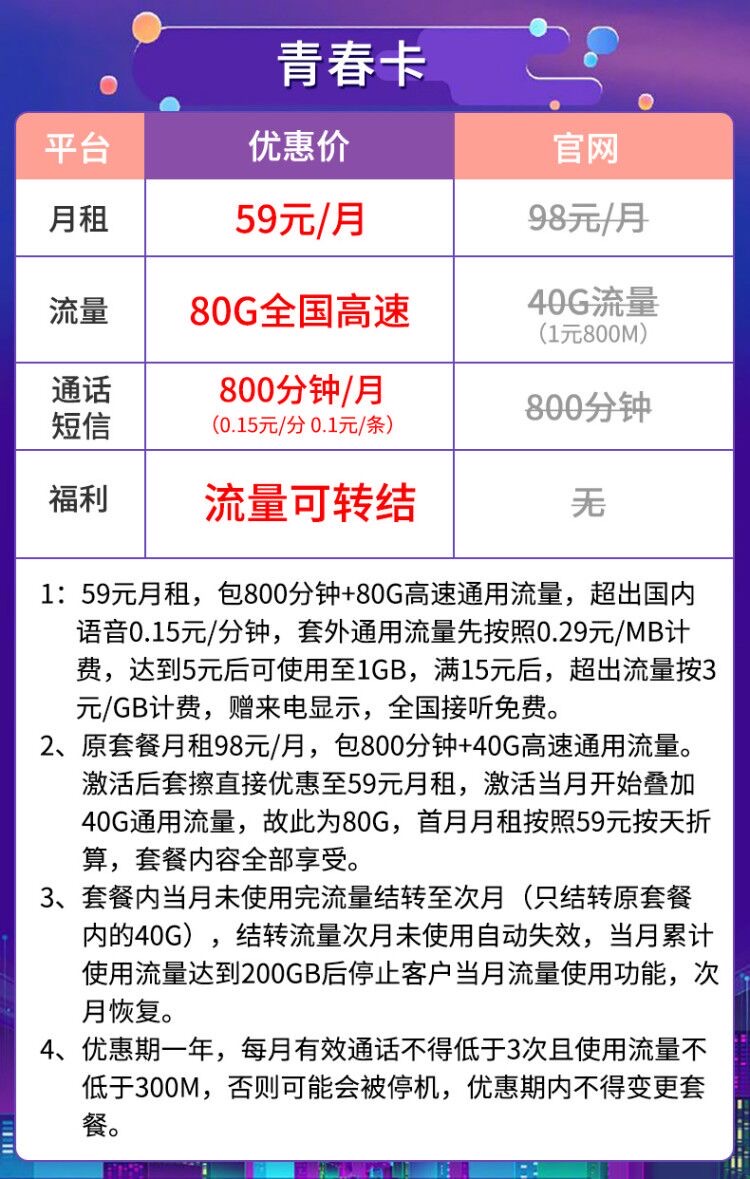 青春卡
平台 优惠价 官网
月租 59元/月 98元/月
流量 80G全国高速 40G流量
（1元800M）
通话 800分钟/月 800分钟
短信 （0.15元/分 0.1元/条）
福利 流量可转结 无
1：59元月租，包800分钟+80G高速通用流量，超出国内
语音0.15元/分钟，套外通用流量先按照0.29元/MB计
费，达到5元后可使用至1GB，满15元后，超出流量按3
元/GB计费，赠来电显示，全国接听免费。
2、原套餐月租98元/月，包800分钟+40G高速通用流量。
激活后套擦直接优惠至59元月租，激活当月开始叠加
40G通用流量，故此为80G，首月月租按照59元按天折
算，套餐内容全部享受。
3、套餐内当月未使用完流量结转至次月（只结转原套餐
内的40G），结转流量次月未使用自动失效，当月累计
使用流量达到200GB后停止客户当月流量使用功能，次
月恢复。
4、优惠期一年，每月有效通话不得低于3次且使用流量不
低于300M，否则可能会被停机，优惠期内不得变更套
餐。